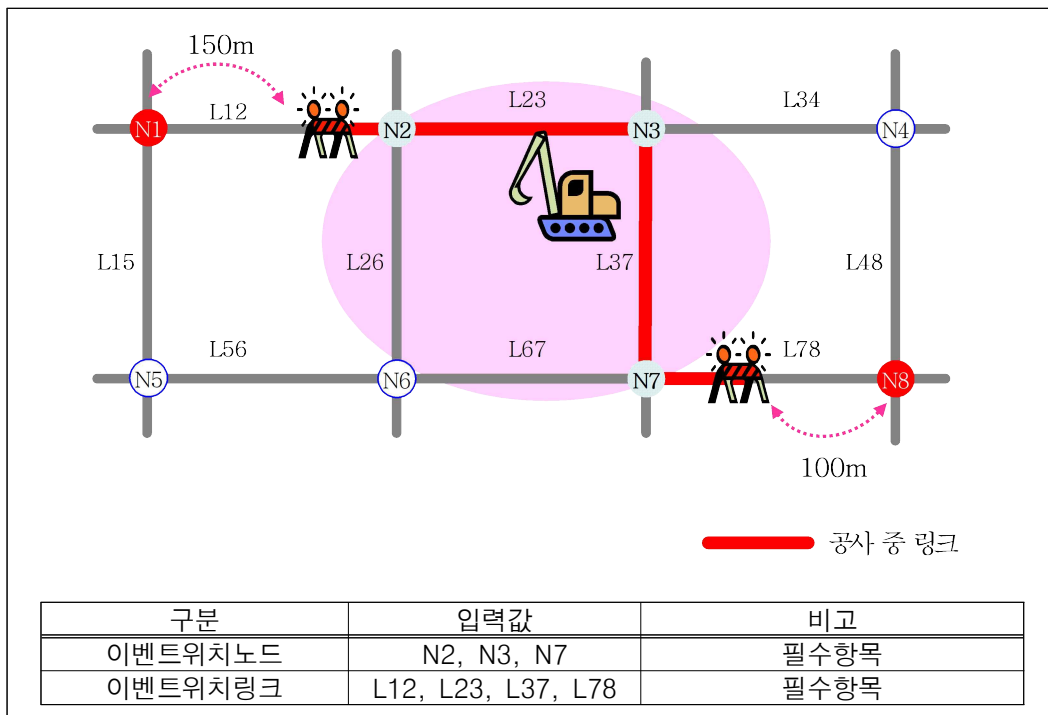 150m
L12
L23
L34
N1
N2
N3
N4
L15
L26
L37
L48
L56
L67
L78
N5
N6
N7
N8
100m
공사 중 링크
구분 입력값 비고
이벤트위치노드 N2, N3, N7 필수항목
이벤트위치링크 L12, L23, L37, L78 필수항목